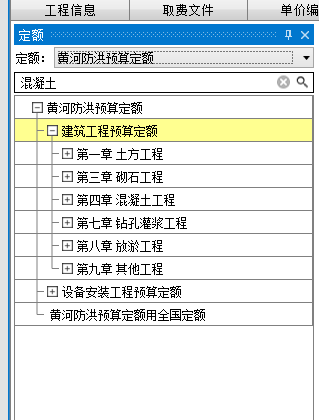 工程信息 取费文件 单价编
定额
定额： 黄河防洪预算定额
混凝土
黄河防洪预算定额
建筑工程预算定额
第一章 土方工程
第三章 砌石工程
第四章 混凝土工程
第七章 钻孔灌浆工程
第八章 放淤工程
第九章 其他工程
设备安装工程预算定额
黄河防洪预算定额用全国定额